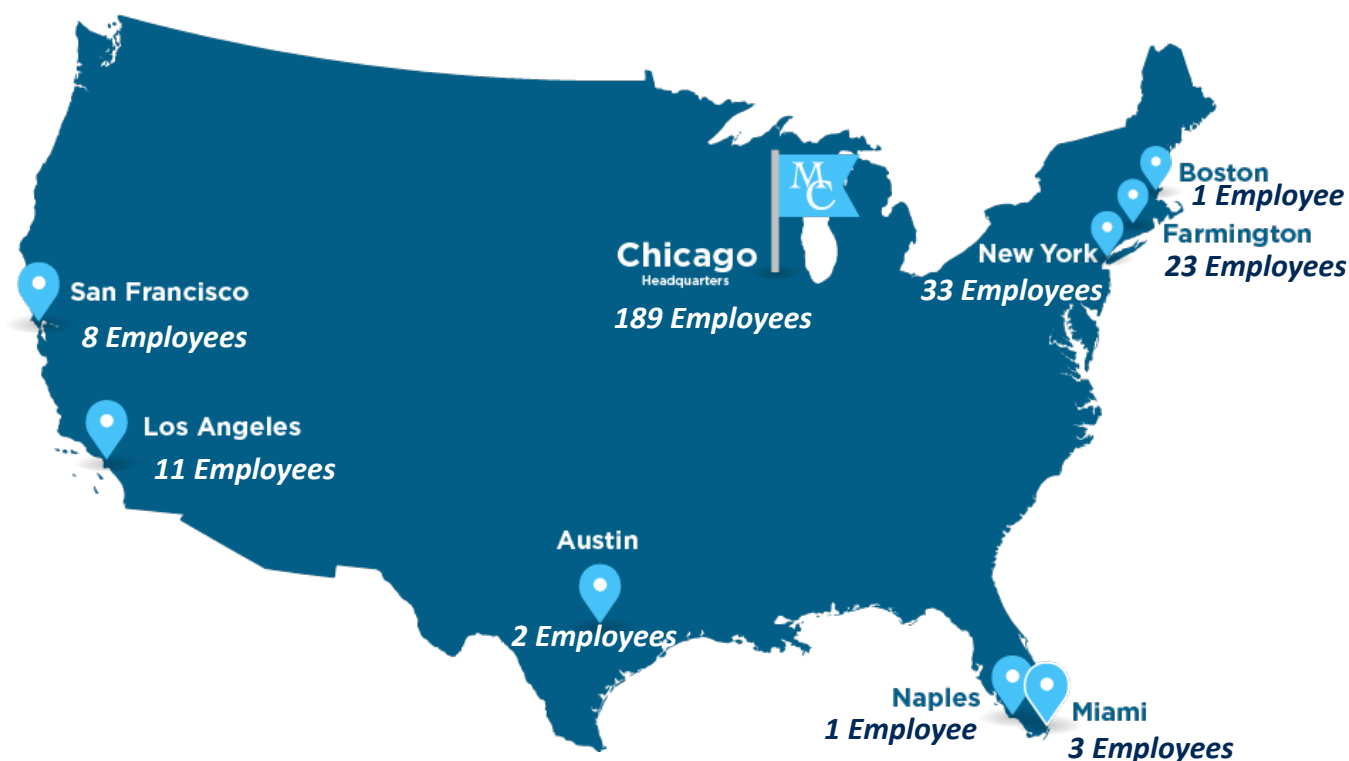 MC
Boston
1 Employee
Farmington
23 Employees
New York
33 Employees
Chicago
Headquarters
189 Employees
San Francisco
8 Employees
Los Angeles
11 Employees
Austin
2 Employees
Naples
1 Employee
Miami
3 Employees